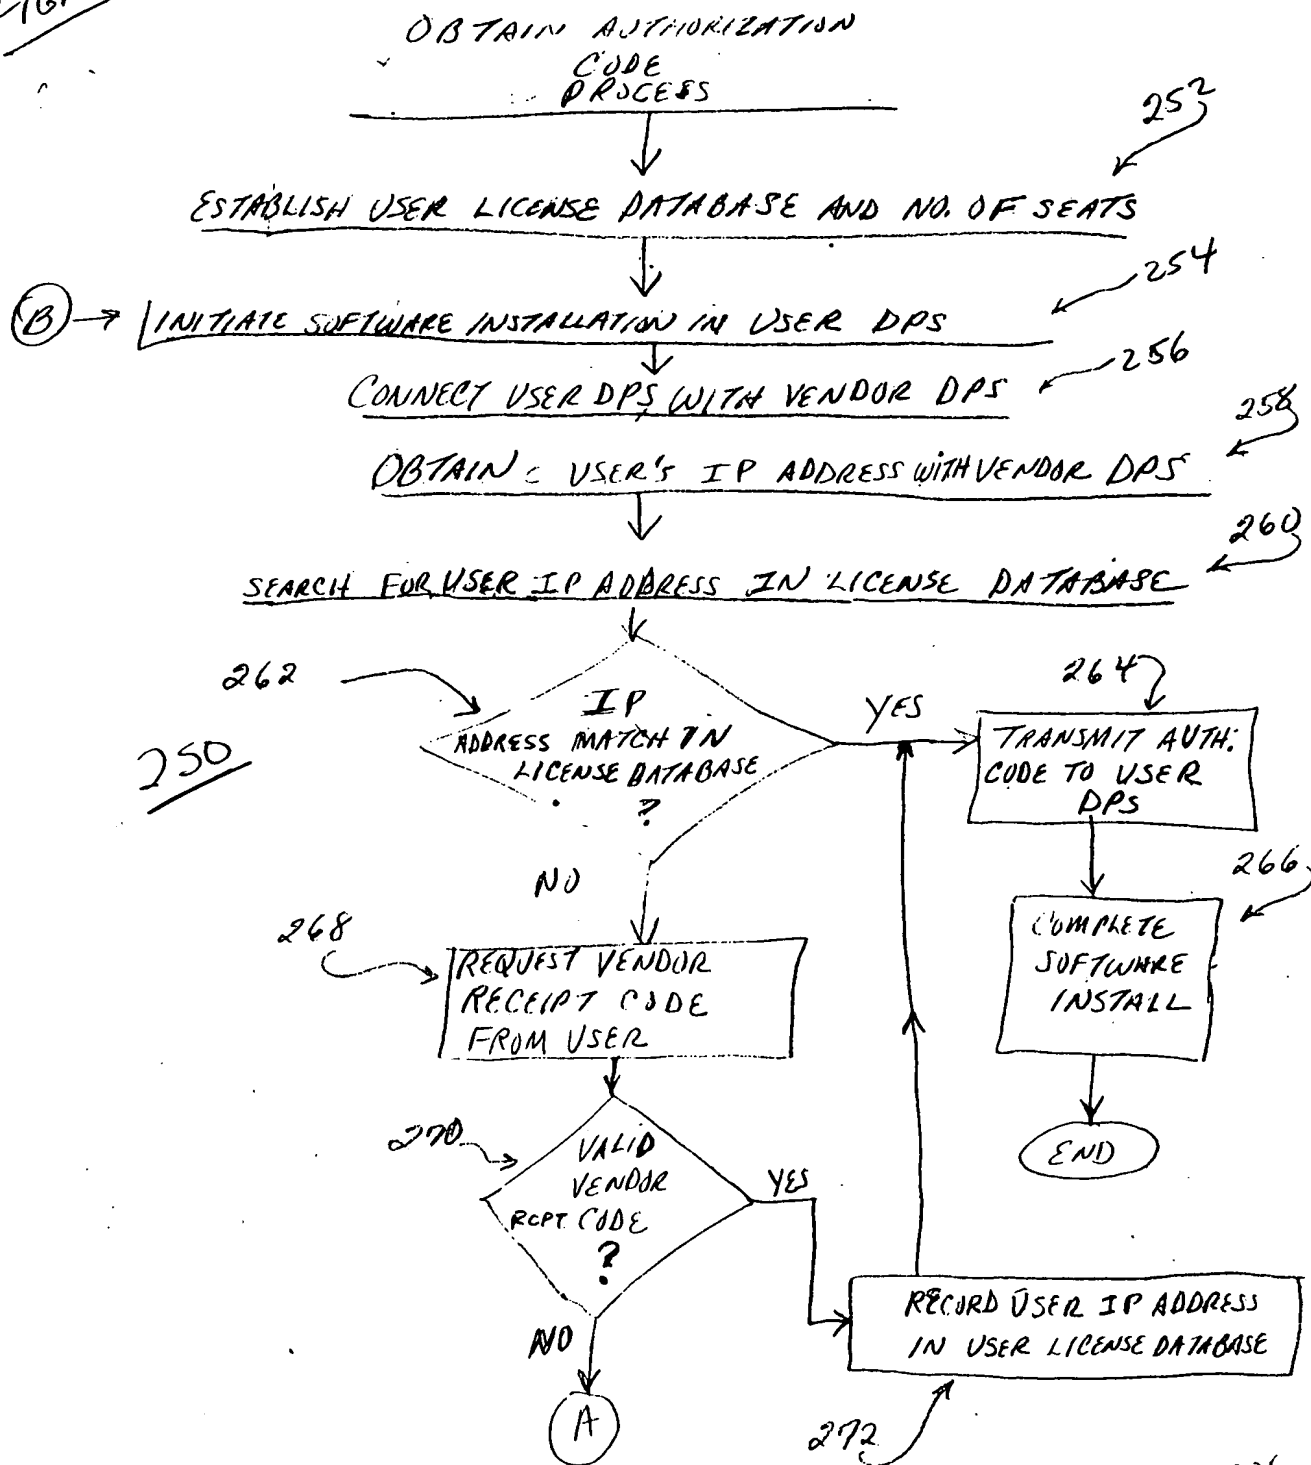 OBTAIN AUTHORIZATION
CODE
PROCESS
252
ESTABLISH USER LICENSE DATABASE AND NO. OF SEATS
254
B
INITIATE SOFTWARE INSTALLATION IN USER DPS
256
CONNECT USER DPS WITH VENDOR DPS
258
OBTAIN USER'S IP ADDRESS WITH VENDOR DPS
260
SEARCH FOR USER IP ADDRESS IN LICENSE DATABASE
262
IP
ADDRESS MATCH IN
LICENSE DATABASE
?
YES
264
TRANSMIT AUTH.
CODE TO USER
DPS
250
NO
266
COMPLETE
SOFTWARE
INSTALL
268
REQUEST VENDOR
RECEIPT CODE
FROM USER
END
270
VALID
VENDOR
RCPT. CODE
?
YES
RECORD USER IP ADDRESS
IN USER LICENSE DATABASE
NO
A
272